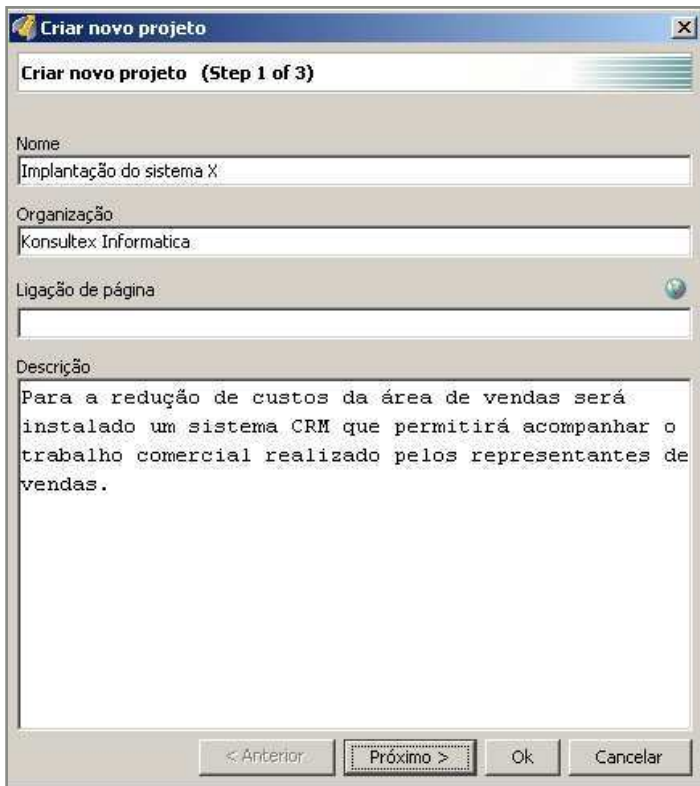 Criar novo projeto
Criar novo projeto (Step 1 of 3)
Nome
Implantação do sistema X
Organização
Konsultex Informatica
Ligação de página
Descrição
Para a redução de custos da área de vendas será
instalado um sistema CRM que permitirá acompanhar o
trabalho comercial realizado pelos representantes de
vendas.
< Anterior Próximo > Ok Cancelar